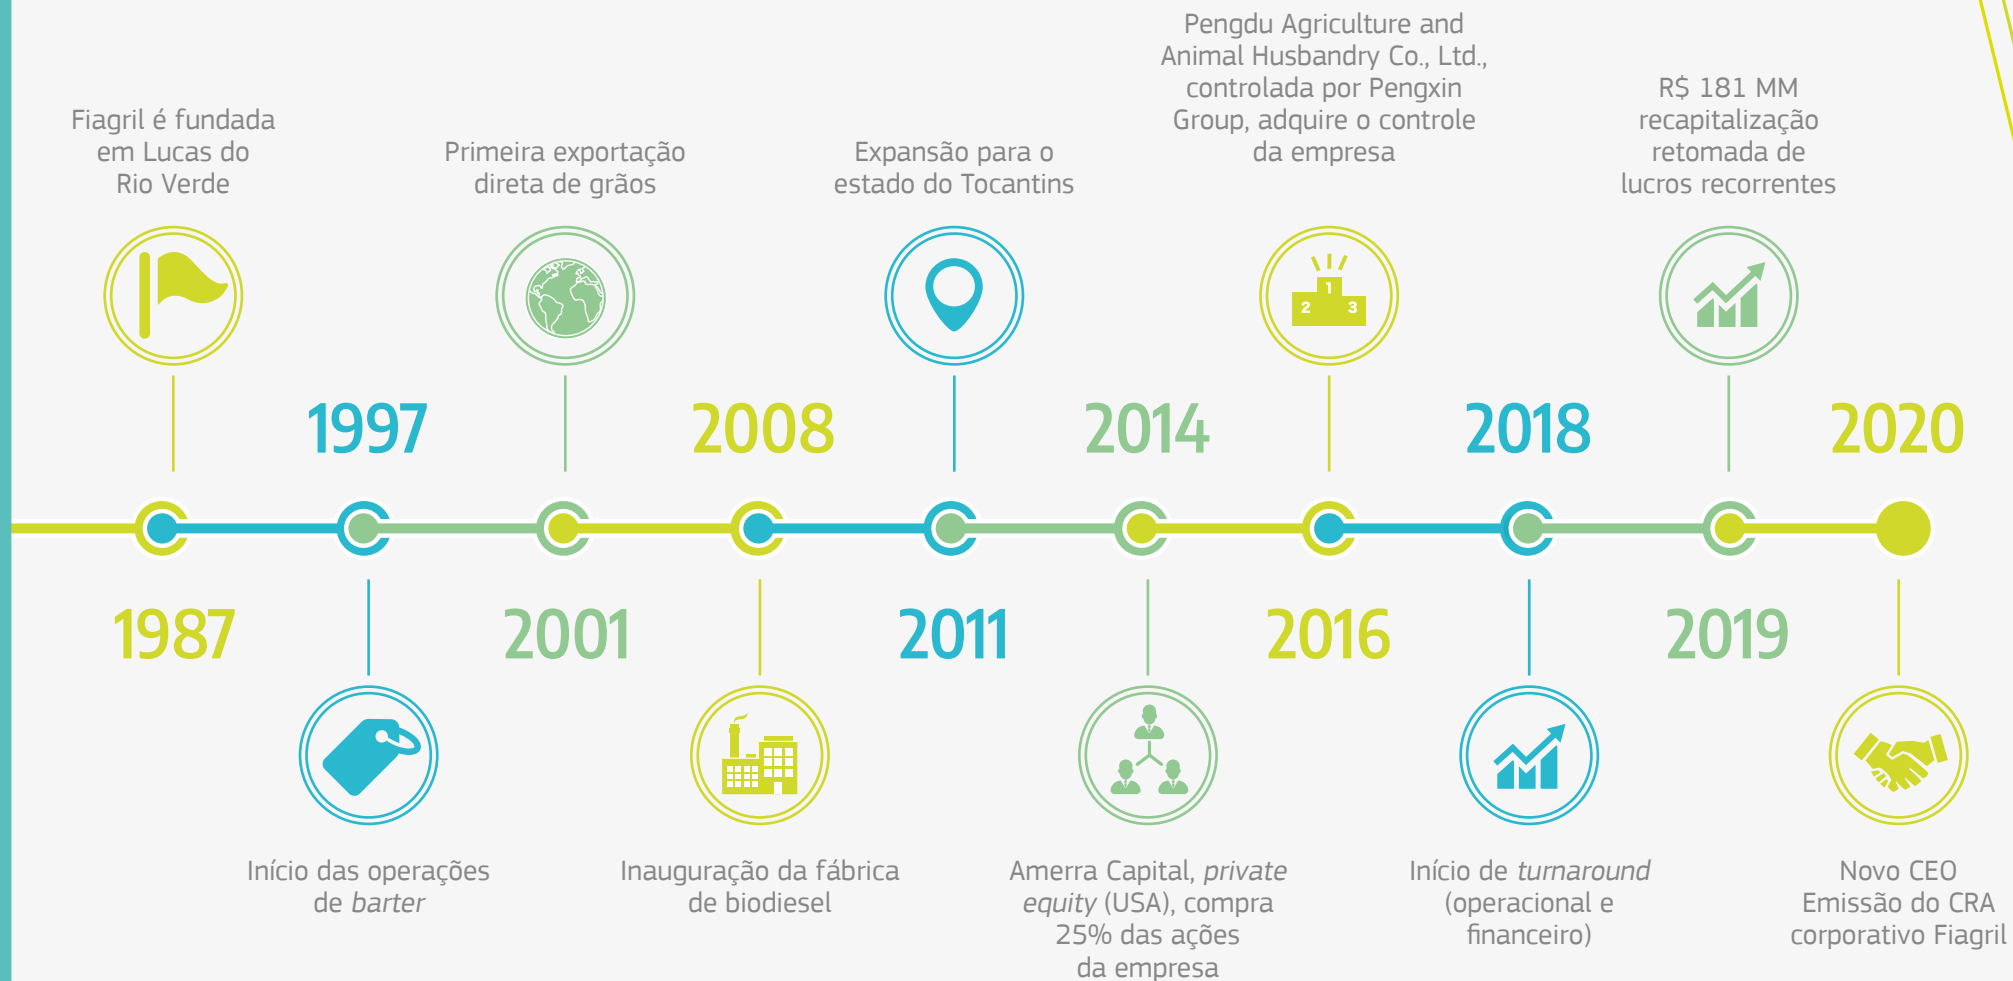 Fiagril é fundada
em Lucas do
Rio Verde
1987
1997
Início das operações
de barter
Primeira exportação
direta de grãos
2001
2008
Inauguração da fábrica
de biodiesel
Expansão para o
estado do Tocantins
2011
2014
Amerra Capital, private
equity (USA), compra
25% das ações
da empresa
Pengdu Agriculture and
Animal Husbandry Co., Ltd.,
controlada por Pengxin
Group, adquire o controle
da empresa
1
2 3
2016
2018
Início de turnaround
(operacional e
financeiro)
R$ 181 MM
recapitalização
retomada de
lucros recorrentes
2019
2020
Novo CEO
Emissão do CRA
corporativo Fiagril